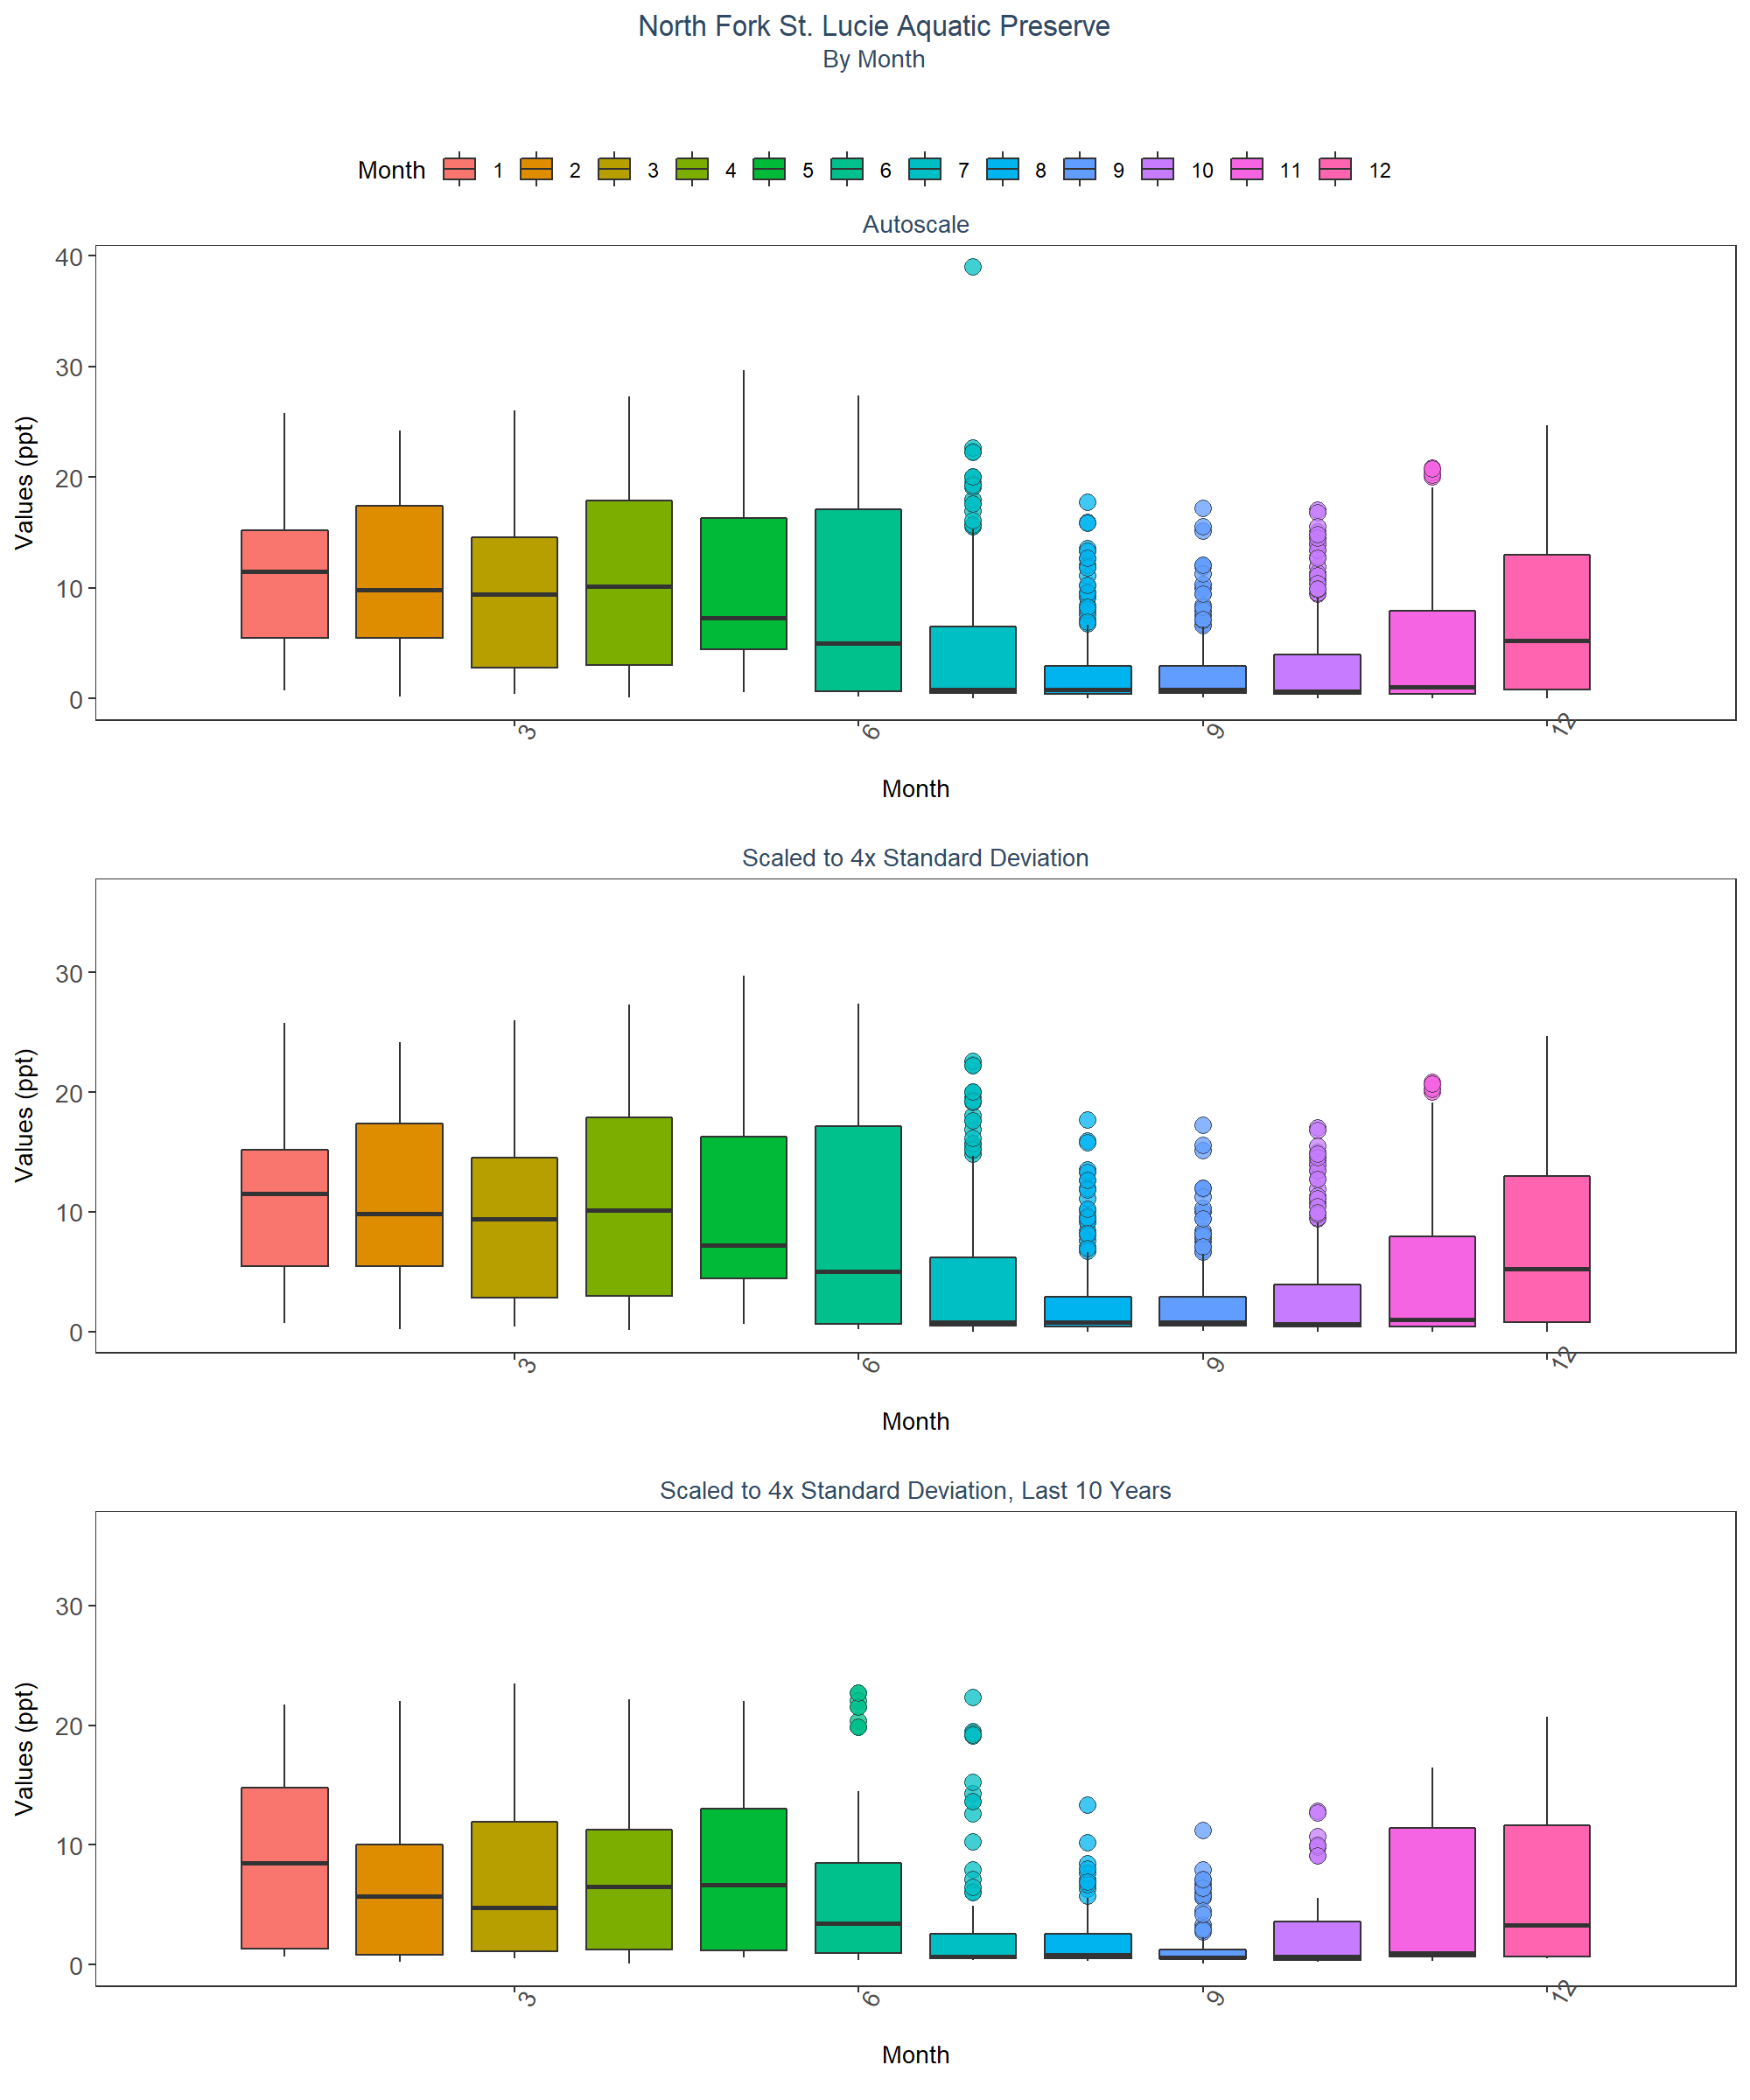 North Fork St. Lucie Aquatic Preserve
By Month
Month 1 2 3 4 5 6 7 8 9 10 11 12
Autoscale
Values (ppt)
40
30
20
10
0
3 6 9 12
Month
Scaled to 4x Standard Deviation
Values (ppt)
30
20
10
0
3 6 9 12
Month
Scaled to 4x Standard Deviation, Last 10 Years
Values (ppt)
30
20
10
0
3 6 9 12
Month